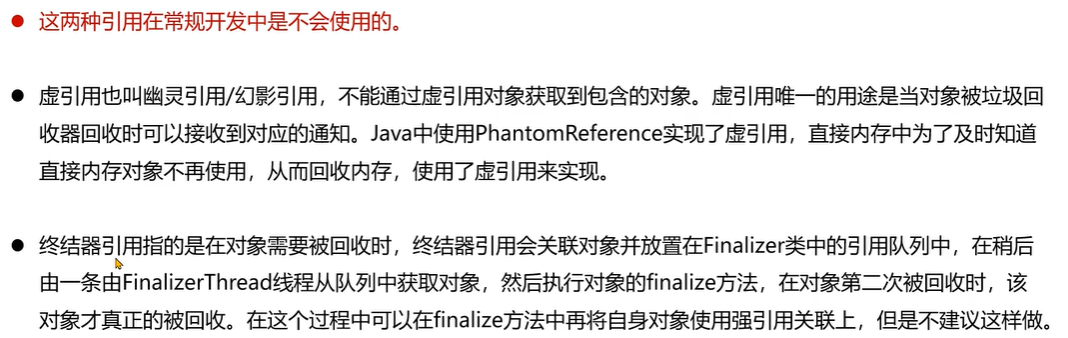 ● 这两种引用在常规开发中是不会使用的。
● 虚引用也叫幽灵引用/幻影引用，不能通过虚引用对象获取到包含的对象。虚引用唯一的用途是当对象被垃圾回
收器回收时可以接收到对应的通知。Java中使用PhantomReference实现了虚引用，直接内存中为了及时知道
直接内存对象不再使用，从而回收内存，使用了虚引用来实现。
● 终结器引用指的是在对象需要被回收时，终结器引用会关联对象并放置在Finalizer类中的引用队列中，在稍后
由一条由FinalizerThread线程从队列中获取对象，然后执行对象的finalize方法，在对象第二次被回收时，该
对象才真正的被回收。在这个过程中可以在finalize方法中再将自身对象使用强引用关联上，但是不建议这样做。